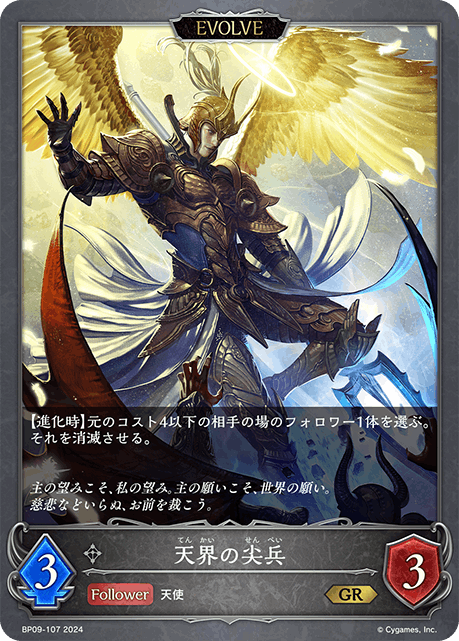 EVOLVE
【進化時】元のコスト4以下の相手の場のフォロワー1体を選ぶ。
それを消滅させる。
主の望みこそ、私の望み。主の願いこそ、世界の願い。
慈悲などいらぬ、お前を裁こう。
てんかい せんぺい
天界の尖兵
3
3
Follower 天使
GR
BP09-107 2024
© Cygames, Inc.